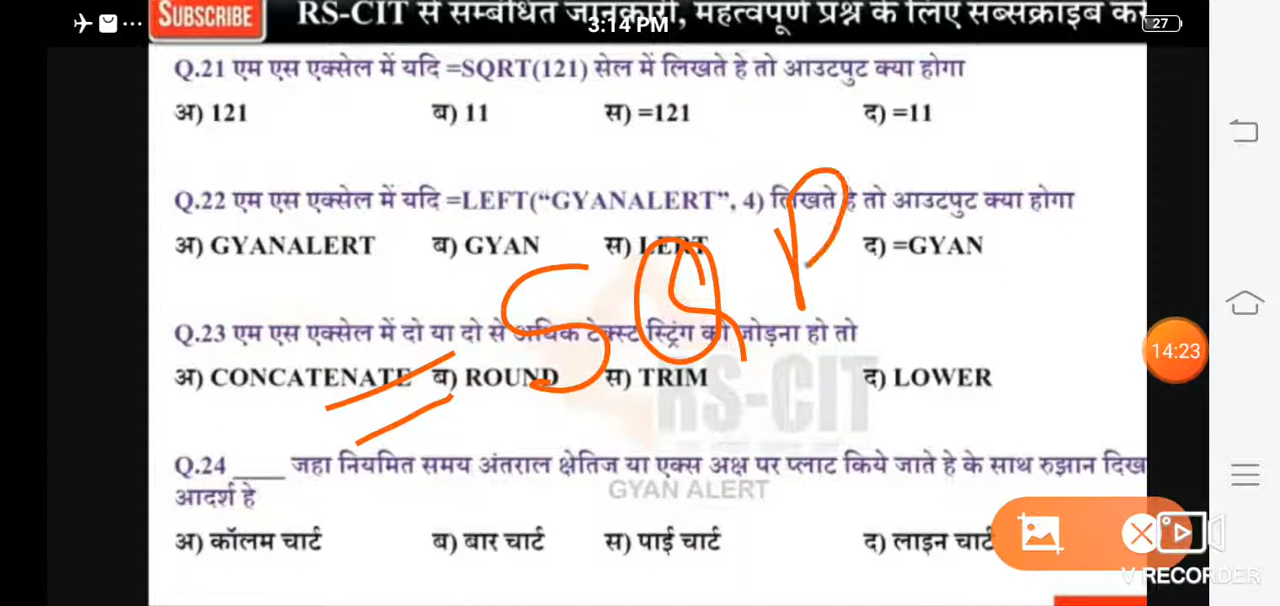 SUBSCRIBE RS-CIT से सम्बंधित जानकारी, महत्वपूर्ण प्रश्न के लिए सब्सक्राइब को
3:14 PM 27
Q.21 एम एस एक्सेल में यदि =SQRT(121) सेल में लिखते हे तो आउटपुट क्या होगा
अ) 121 ब) 11 स) =121 द) =11
Q.22 एम एस एक्सेल में यदि =LEFT(“GYANALERT”, 4) लिखते हे तो आउटपुट क्या होगा
अ) GYANALERT ब) GYAN स) LERT द) =GYAN
=SQR
Q.23 एम एस एक्सेल में दो या दो से अधिक टेक्स्ट स्ट्रिंग को जोड़ना हो तो
अ) CONCATENATE ब) ROUND स) TRIM द) LOWER
RS-CIT
14:23
Q.24 ____ जहा नियमित समय अंतराल क्षेतिज या एक्स अक्ष पर प्लाट किये जाते हे के साथ रुझान दिख
आदर्श हे
GYAN ALERT
अ) कॉलम चार्ट ब) बार चार्ट स) पाई चार्ट द) लाइन चार्ट
V RECORDER